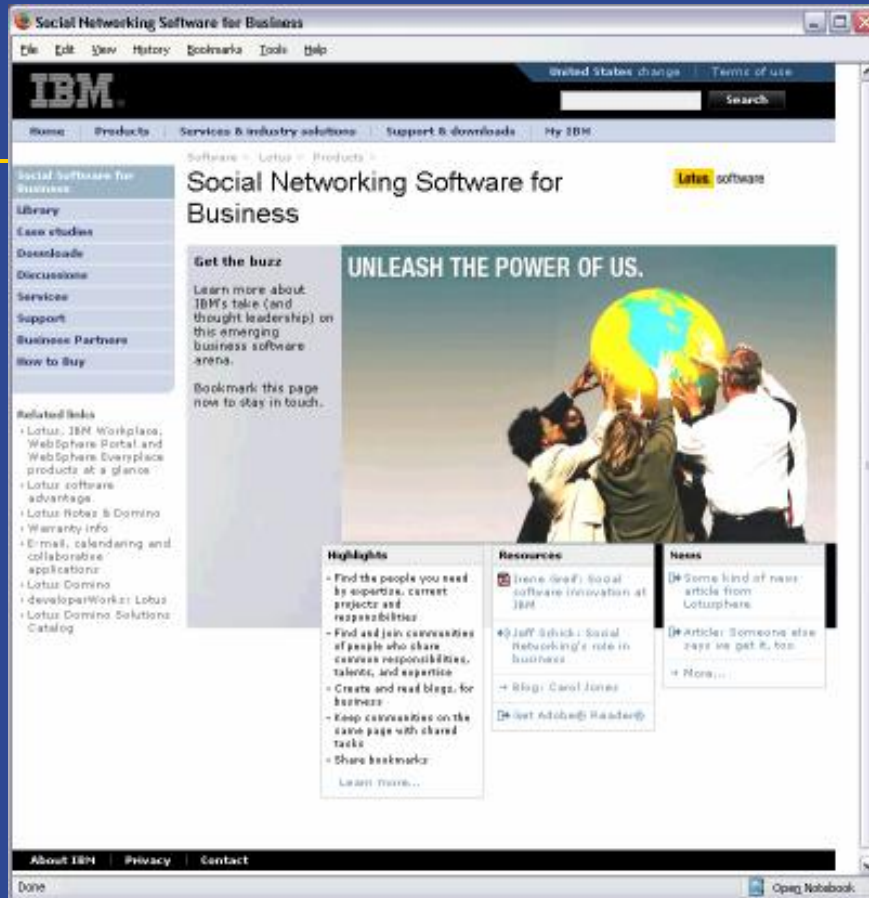 Social Networking Software for Business
File Edit View History Bookmarks Tools Help
United States change Terms of use
IBM
Search
Home Products Services & industry solutions Support & downloads My IBM
Software > Lotus > Products >
Social Software for
Business
Library
Case studies
Downloads
Discussions
Services
Support
Business Partners
How to Buy
Related links
Lotus, IBM Workplace,
WebSphere Portal and
WebSphere Everyplace
products at a glance
Lotus software
advantage
Lotus Notes & Domino
Warranty info
E-mail, calendaring and
collaborative
applications
Lotus Domino
developerWorks: Lotus
Lotus Domino Solutions
Catalog
Social Networking Software for
Business
Lotus software
Get the buzz
Learn more about
IBM's take (and
thought leadership) on
this emerging
business software
arena.
Bookmark this page
now to stay in touch.
UNLEASH THE POWER OF US.
Highlights
- Find the people you need
by expertise, current
projects and
responsibilities
- Find and join communities
of people who share
common responsibilities,
talents, and expertise
- Create and read blogs, for
business
- Keep communities on the
same page with shared
tasks
- Share bookmarks
Learn more...
Resources
Irene Greif: Social
software innovation at
IBM
Jeff Schick: Social
Networking's role in
business
→ Blog: Carol Jones
Get Adobe® Reader®
News
Some kind of news
article from
Lotusphere
Article: Someone else
says we get it, too
→ More...
About IBM Privacy Contact
Done
Open Notebook